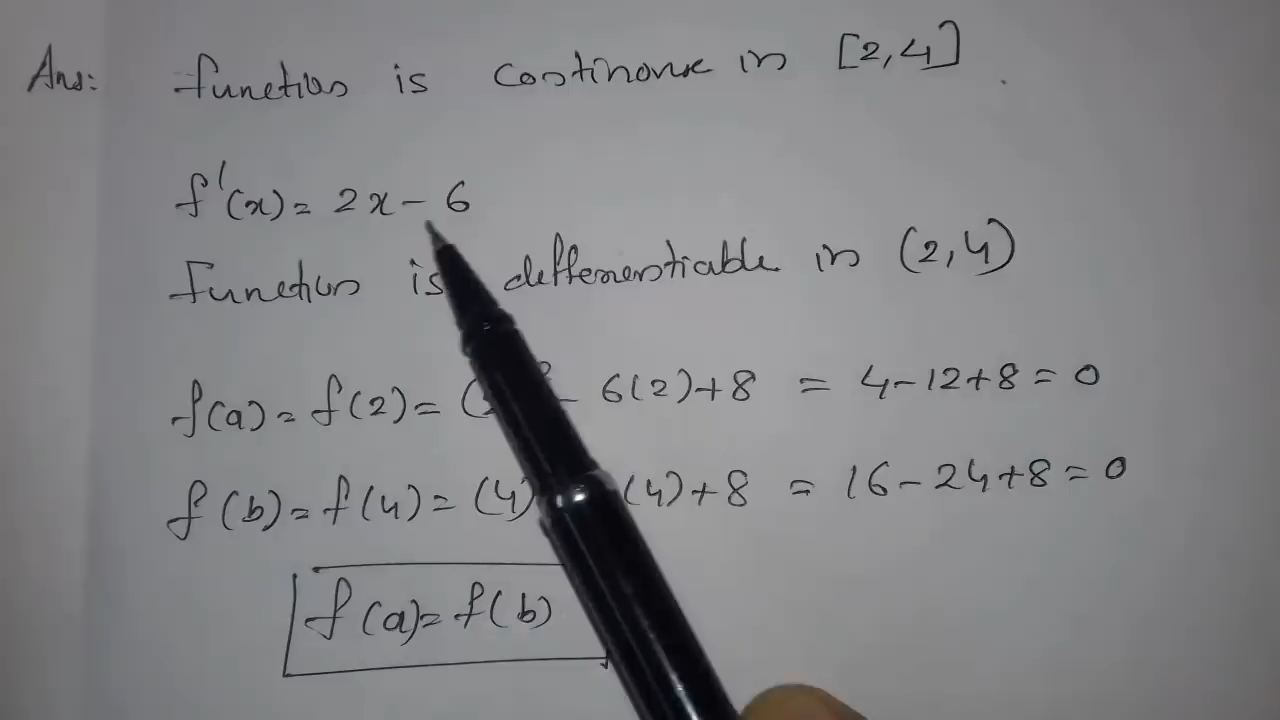 Ans: function is continous in [2,4]
f'(x) = 2x - 6
Function is differentiable in (2,4)
f(a) = f(2) = ( 6(2)+8 = 4-12+8 = 0
f(b) = f(4) = (4) (4)+8 = 16-24+8 = 0
f(a) = f(b)